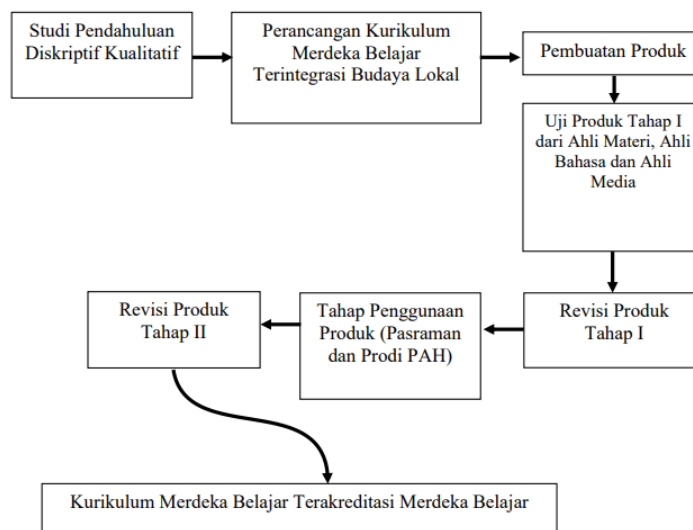 Studi Pendahuluan
Diskriptif Kualitatif
Perancangan Kurikulum
Merdeka Belajar
Terintegrasi Budaya Lokal
Pembuatan Produk
Uji Produk Tahap I
dari Ahli Materi, Ahli
Bahasa dan Ahli
Media
Revisi Produk
Tahap I
Tahap Penggunaan
Produk (Pasraman
dan Prodi PAH)
Revisi Produk
Tahap II
Kurikulum Merdeka Belajar Terakreditasi Merdeka Belajar